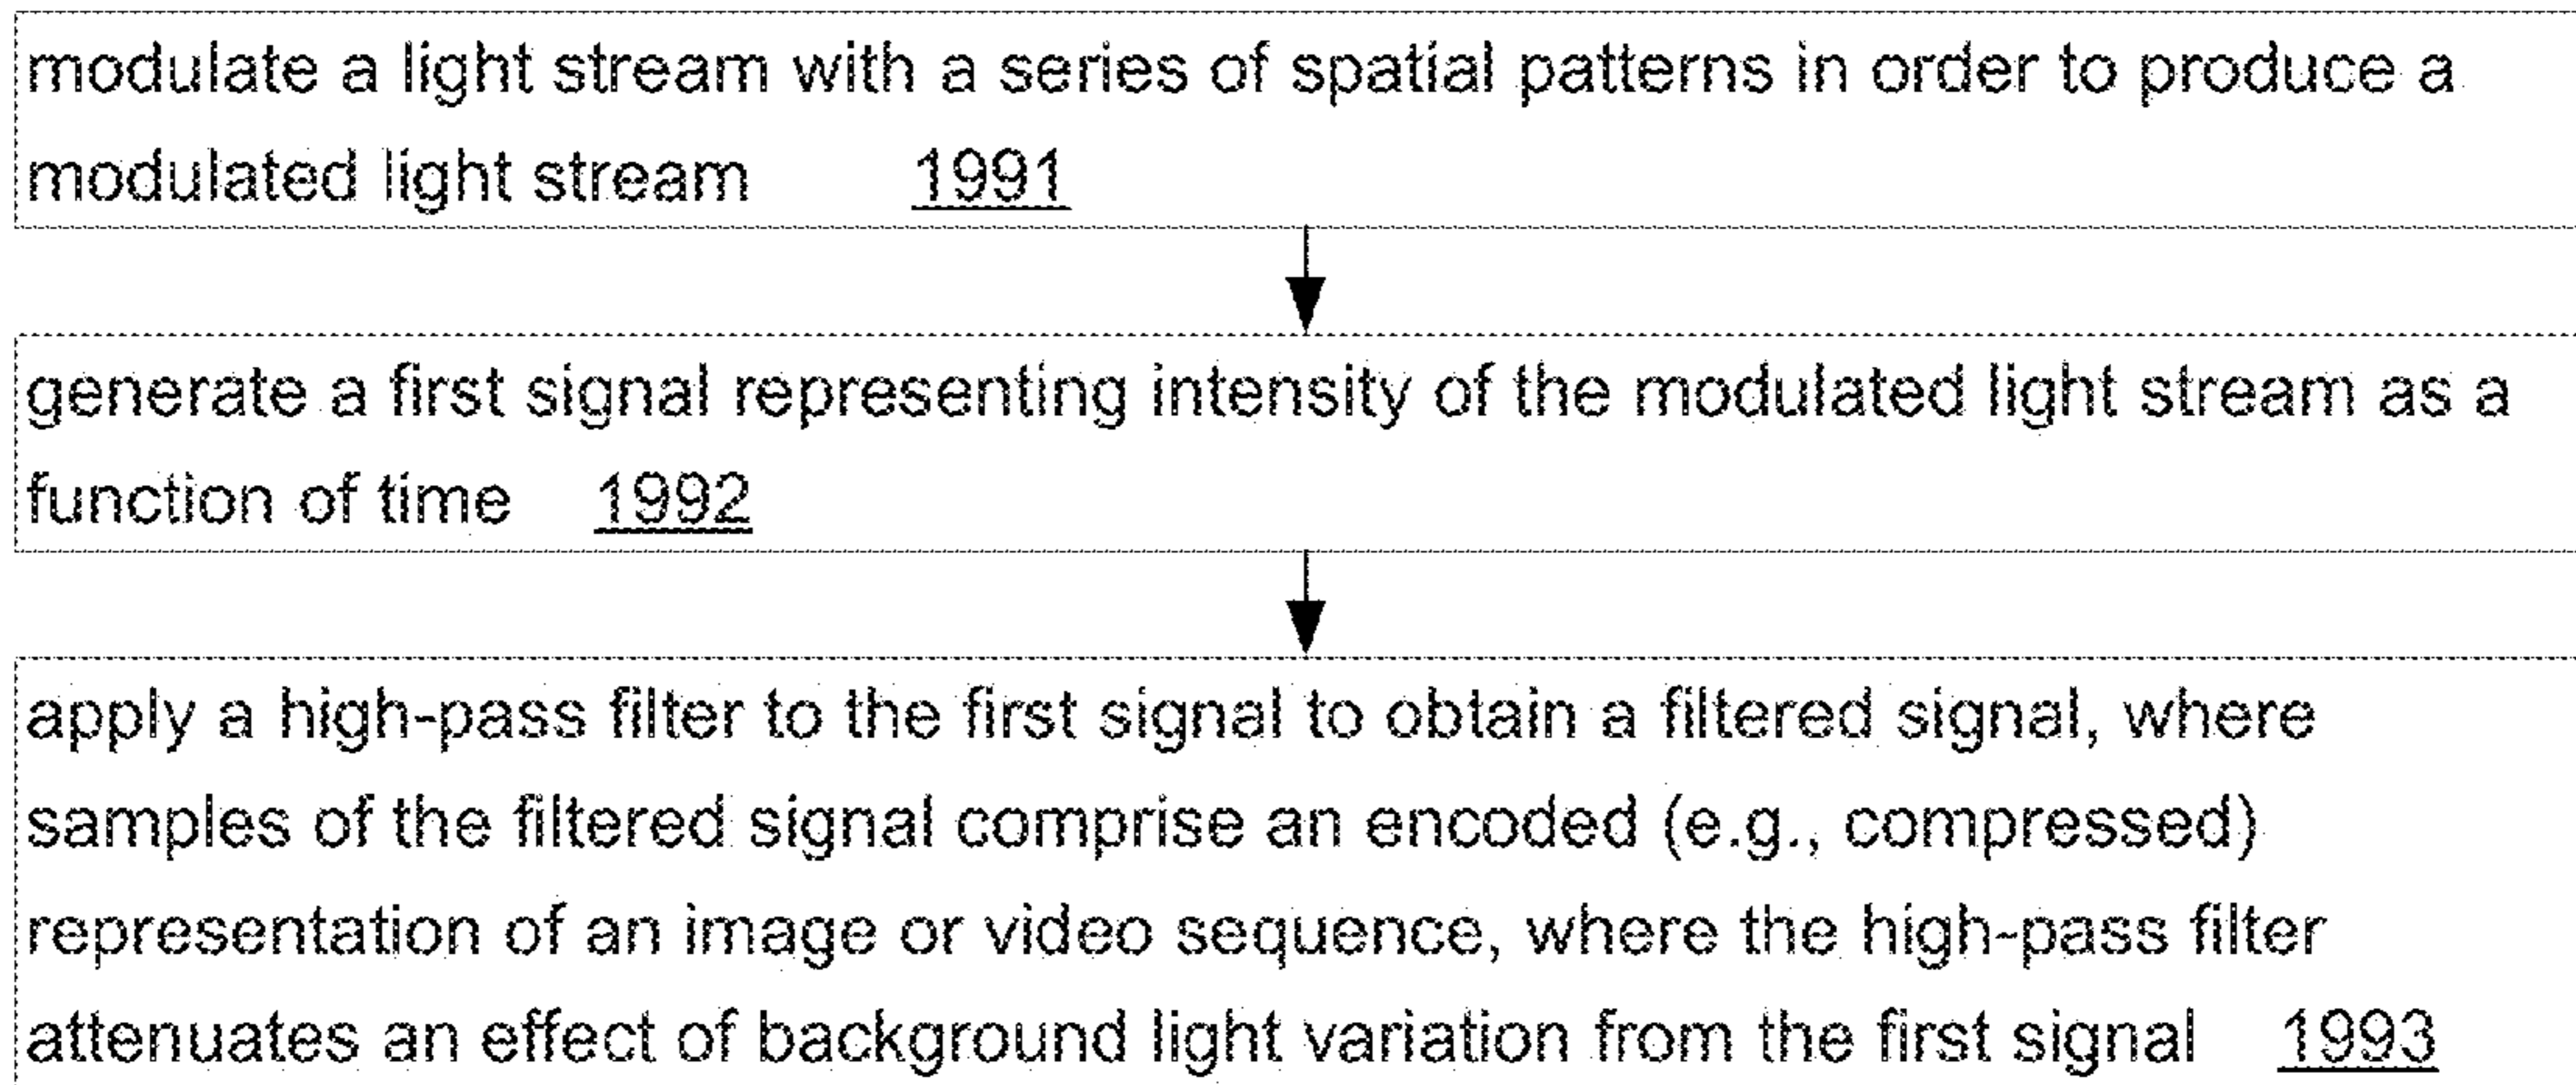 modulate a light stream with a series of spatial patterns in order to produce a
modulated light stream 1991
generate a first signal representing intensity of the modulated light stream as a
function of time 1992
apply a high-pass filter to the first signal to obtain a filtered signal, where
samples of the filtered signal comprise an encoded (e.g., compressed)
representation of an image or video sequence, where the high-pass filter
attenuates an effect of background light variation from the first signal 1993